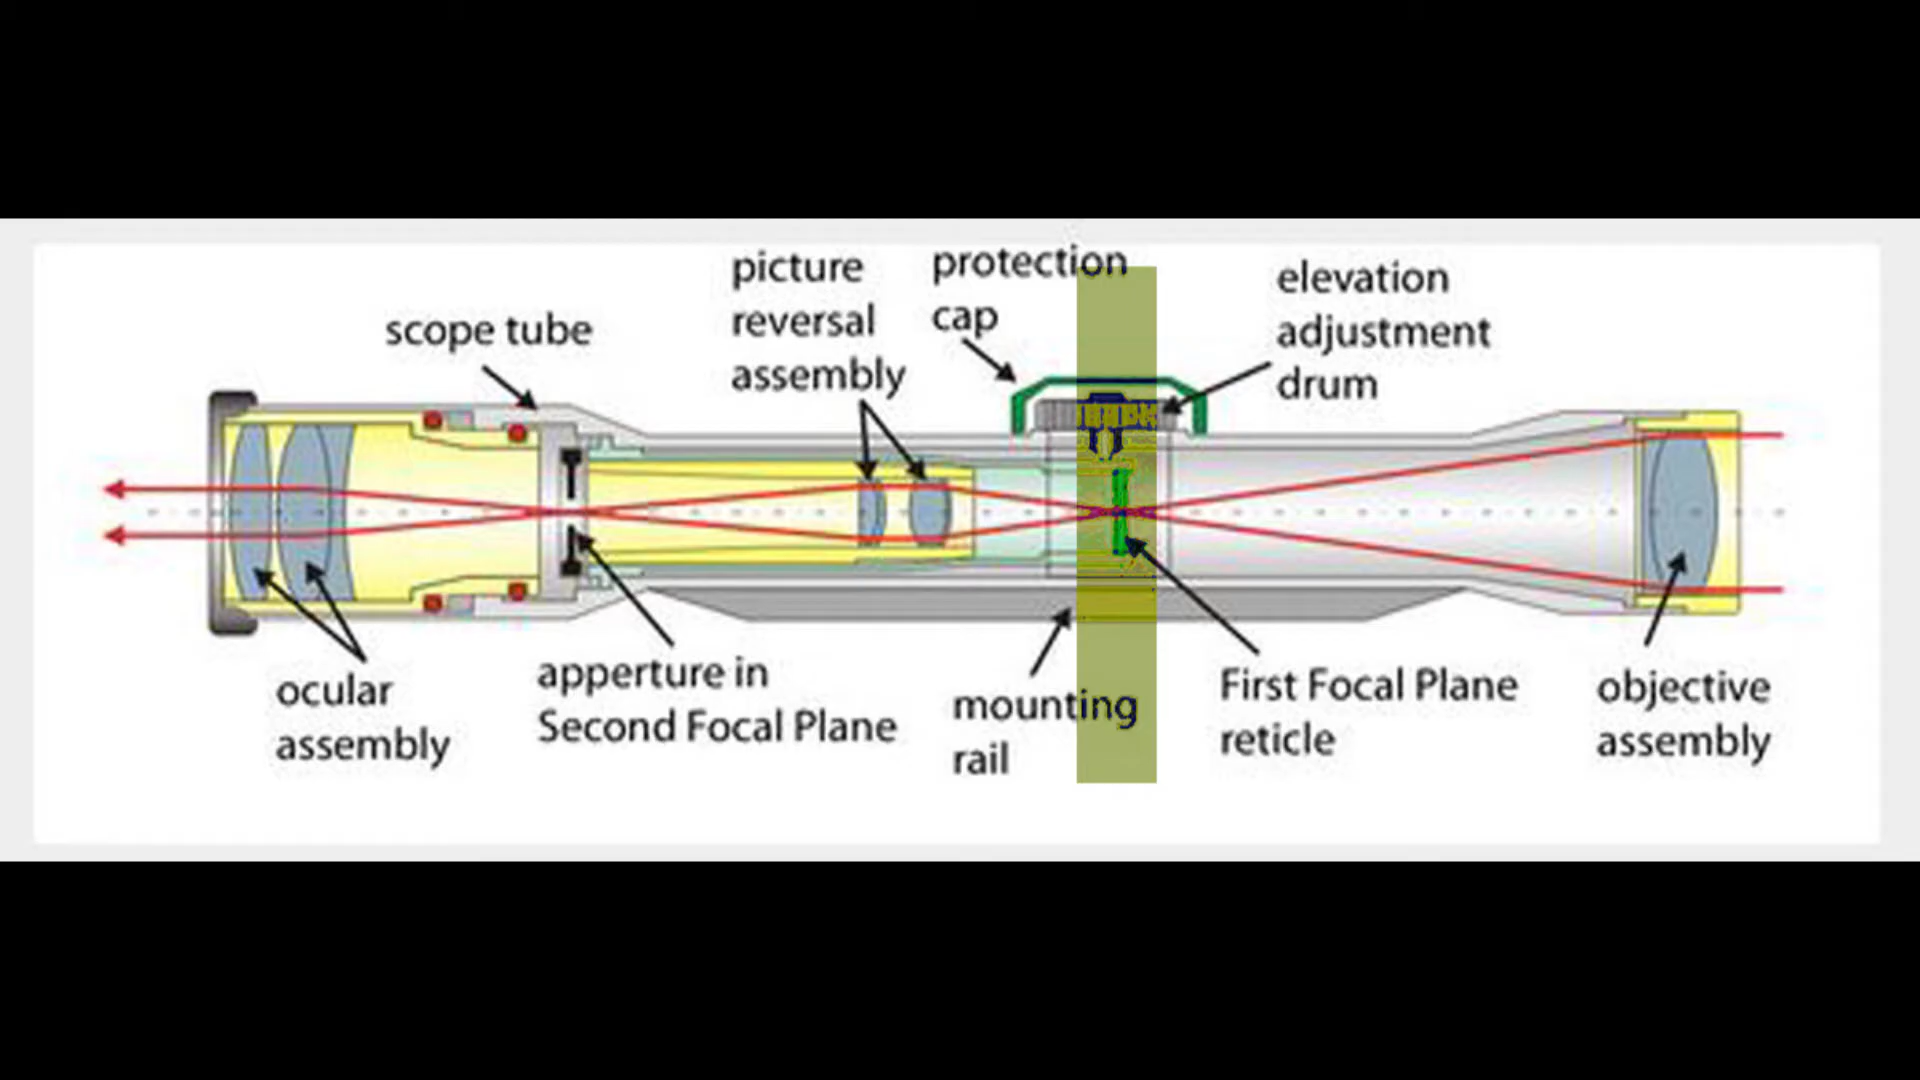 picture
reversal
assembly
protection
cap
elevation
adjustment
drum
scope tube
ocular
assembly
apperture in
Second Focal Plane
mounting
rail
First Focal Plane
reticle
objective
assembly